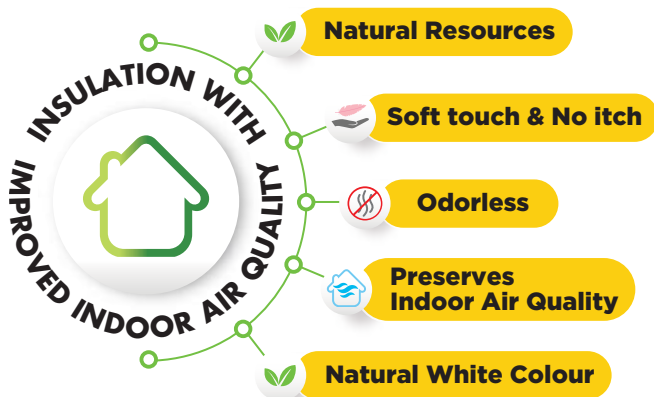 INSULATION WITH
IMPROVED INDOOR AIR QUALITY
Natural Resources
Soft touch & No itch
Odorless
Preserves
Indoor Air Quality
Natural White Colour